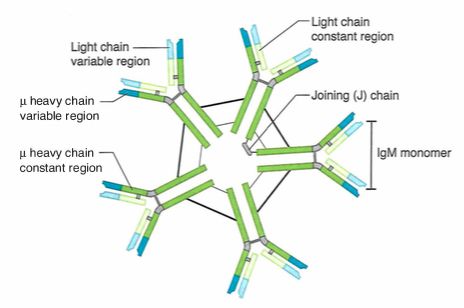 Light chain
constant region
Light chain
variable region
μ heavy chain
variable region
Joining (J) chain
μ heavy chain
constant region
IgM monomer